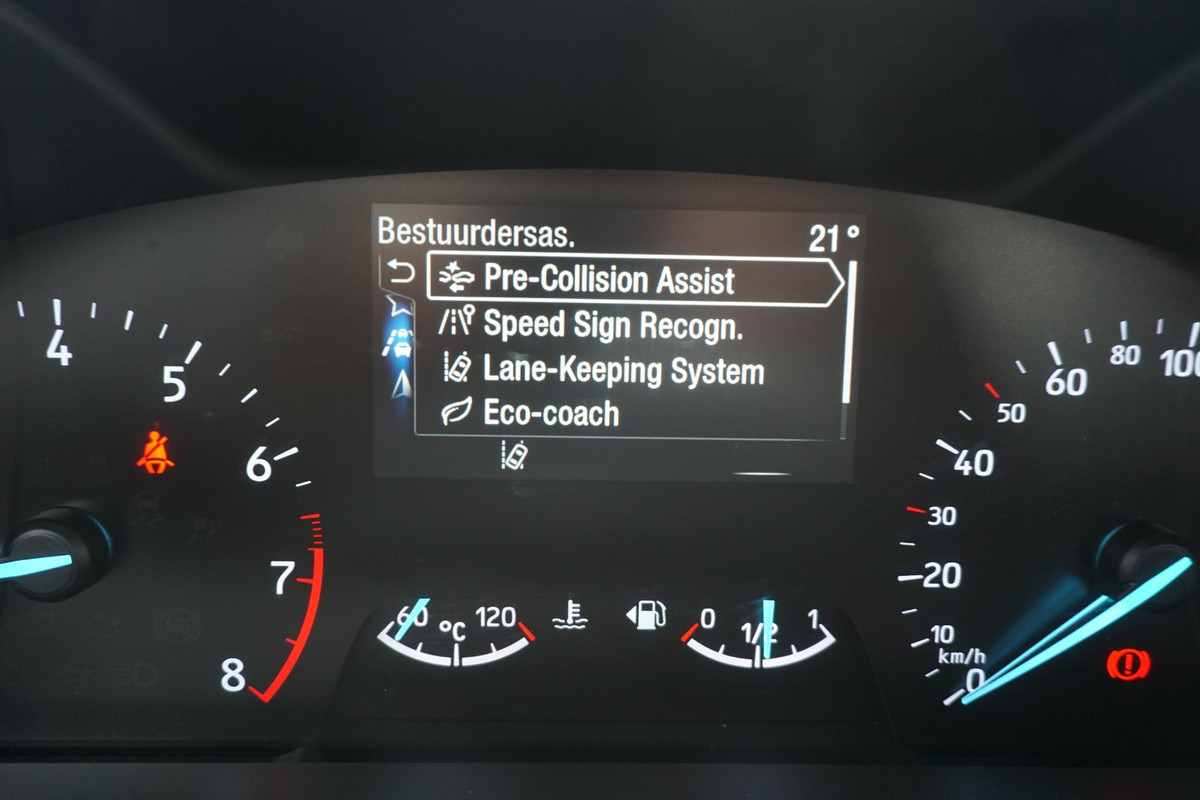 Bestuurdersas. 21°
Pre-Collision Assist
Speed Sign Recogn.
Lane-Keeping System
Eco-coach
4
5
6
7
8
60 °C 120
0 1/2 1
0
10
km/h
20
30
40
50
60
80
100